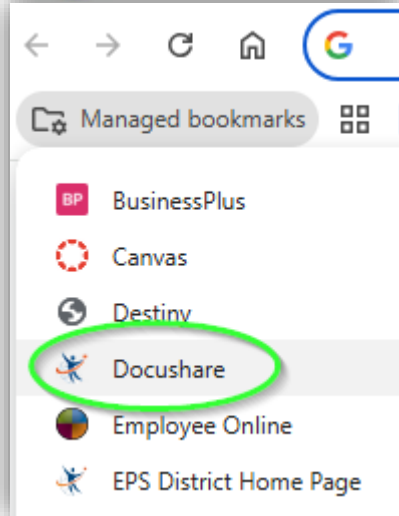 G
Managed bookmarks
BP BusinessPlus
Canvas
Destiny
Docushare
Employee Online
EPS District Home Page